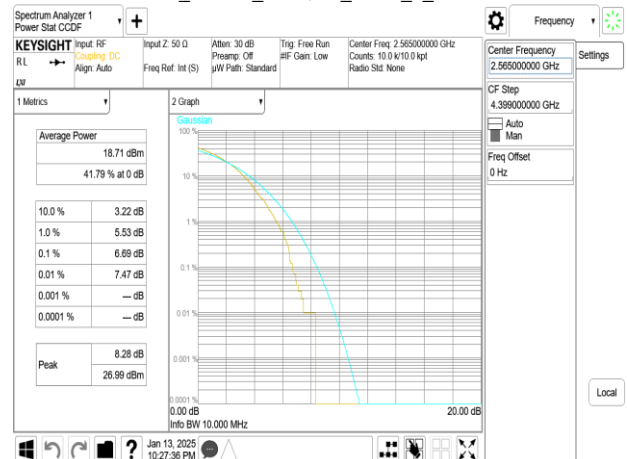 Spectrum Analyzer 1
Power Stat CCDF
Frequency
KEYSIGHT
RL
LXI
Input: RF
Coupling: DC
Align: Auto
Input Z: 50 Ω
Freq Ref: Int (S)
Atten: 30 dB
Preamp: Off
µW Path: Standard
Trig: Free Run
#IF Gain: Low
Center Freq: 2.565000000 GHz
Counts: 10.0 k/10.0 kpt
Radio Std: None
Center Frequency
2.565000000 GHz
Settings
CF Step
4.399000000 GHz
Auto
Man
Freq Offset
0 Hz
1 Metrics
Average Power
18.71 dBm
41.79 % at 0 dB
10.0 % 3.22 dB
1.0 % 5.53 dB
0.1 % 6.69 dB
0.01 % 7.47 dB
0.001 % --- dB
0.0001 % --- dB
Peak 8.28 dB
26.99 dBm
2 Graph
Gaussian
100 %
10 %
1 %
0.1 %
0.01 %
0.001 %
0.0001 %
0.00 dB 20.00 dB
Info BW 10.000 MHz
Local
?
Jan 13, 2025
10:27:36 PM